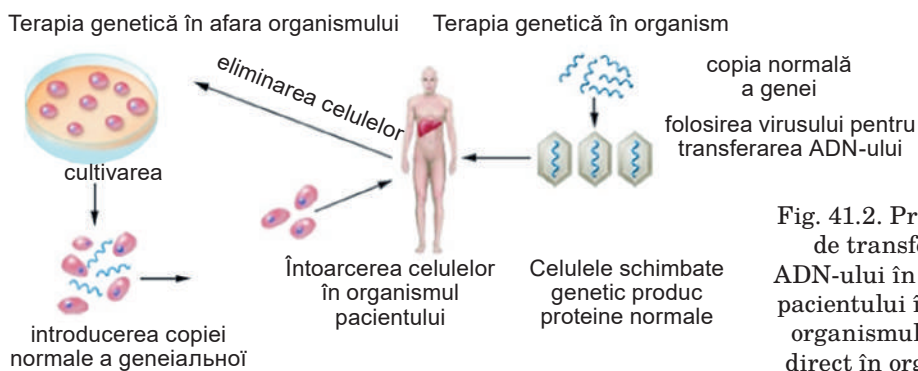 Terapia genetică în afara organismului
Terapia genetică în organism
eliminarea celulelor
cultivarea
introducerea copiei
normale a geneiальної
Întoarcerea celulelor
în organismul
pacientului
copia normală
a genei
folosirea virusului pentru
transferarea ADN-ului
Celulele schimbate
genetic produc
proteine normale
Fig. 41.2. Pr
de transfe
ADN-ului în
pacientului î
organismul
direct în org